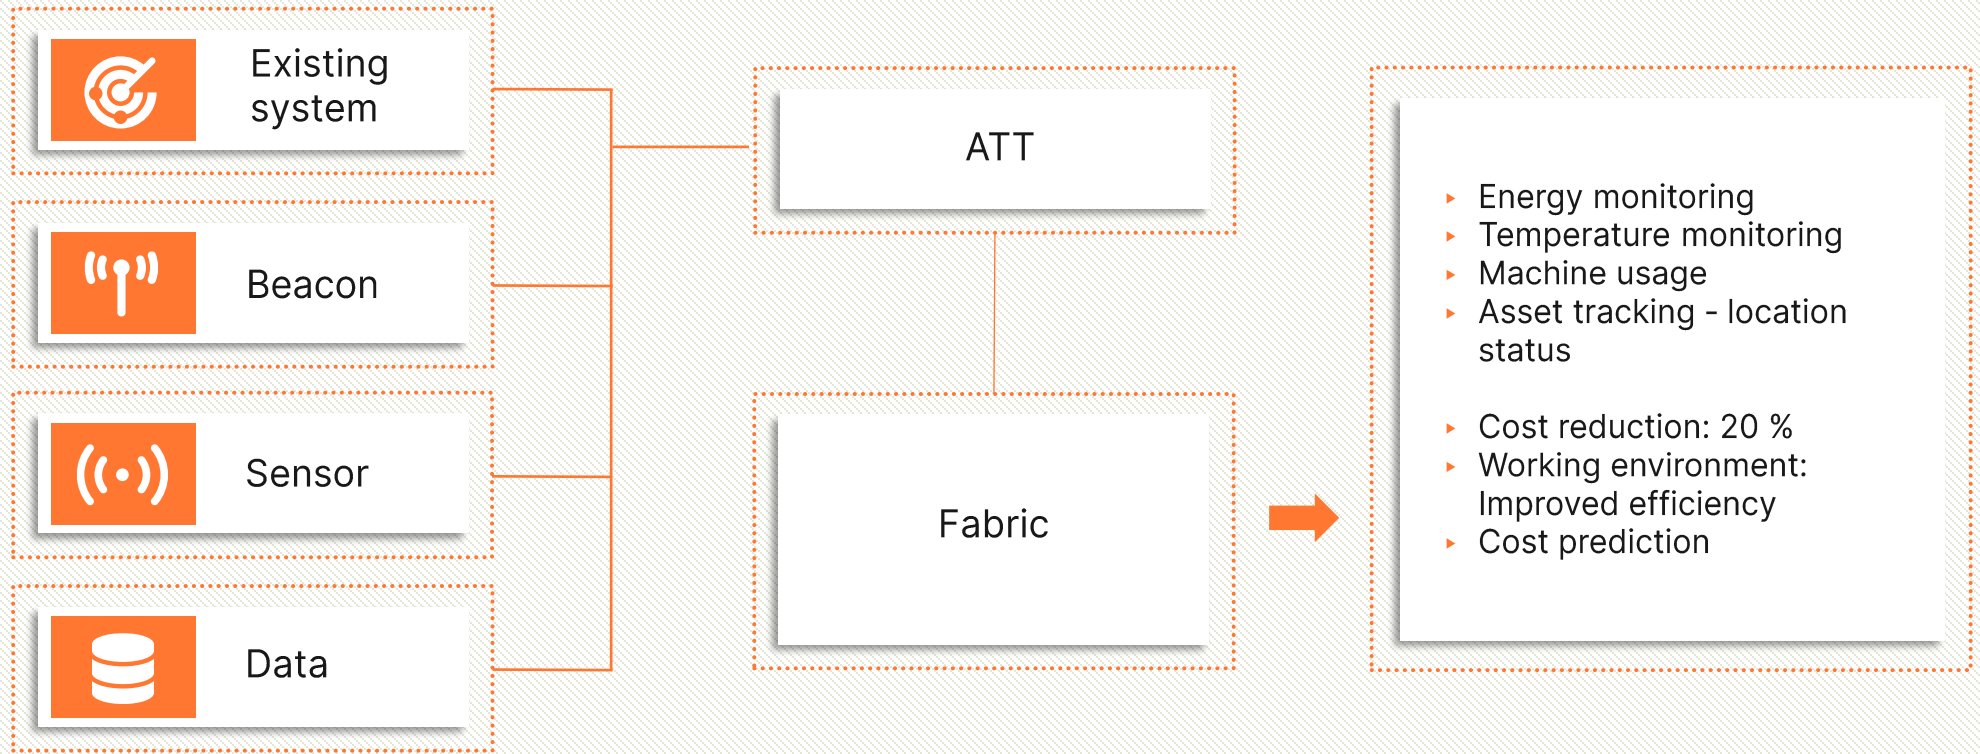 Existing
system
Beacon
Sensor
Data
ATT
Fabric
Energy monitoring
Temperature monitoring
Machine usage
Asset tracking - location
status
Cost reduction: 20 %
Working environment:
Improved efficiency
Cost prediction